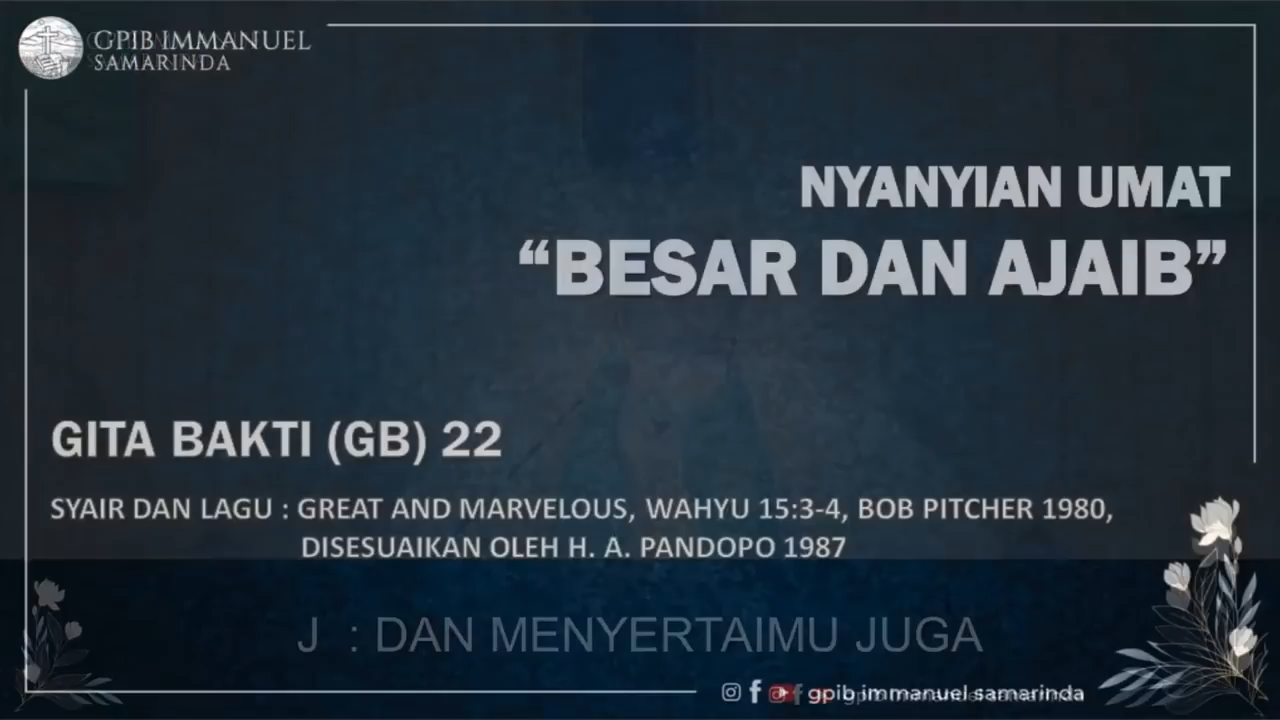 GPIB IMMANUEL
SAMARINDA
NYANYIAN UMAT
“BESAR DAN AJAIB”
GITA BAKTI (GB) 22
SYAIR DAN LAGU : GREAT AND MARVELOUS, WAHYU 15:3-4, BOB PITCHER 1980,
DISESUAIKAN OLEH H. A. PANDOPO 1987
J : DAN MENYERTAIMU JUGA
gpib immanuel samarinda